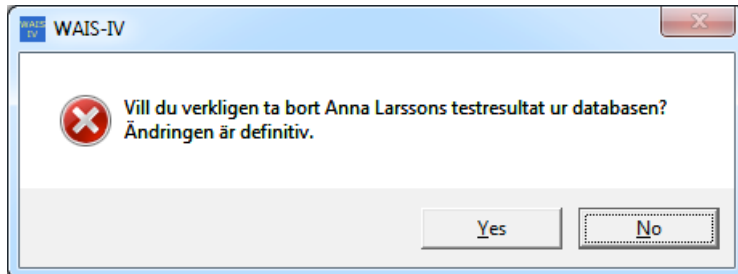 WAIS
IV
WAIS-IV
Vill du verkligen ta bort Anna Larssons testresultat ur databasen?
Ändringen är definitiv.
Yes
No